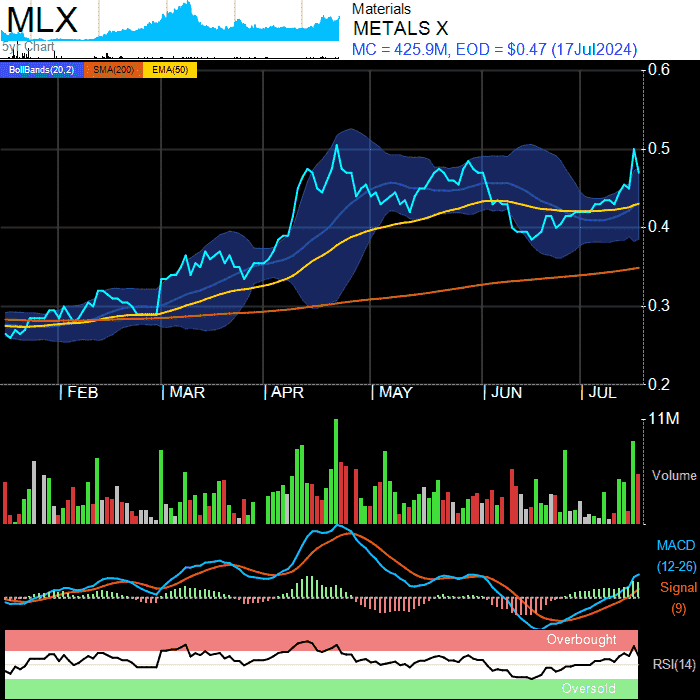 MLX
5yr Chart
Materials
METALS X
MC = 425.9M, EOD = $0.47 (17Jul2024)
BollBands(20,2) SMA(200) EMA(50)
0.6
0.5
0.4
0.3
0.2
FEB MAR APR MAY JUN JUL
11M
Volume
MACD
(12-26)
Signal
(9)
Overbought
RSI(14)
Oversold